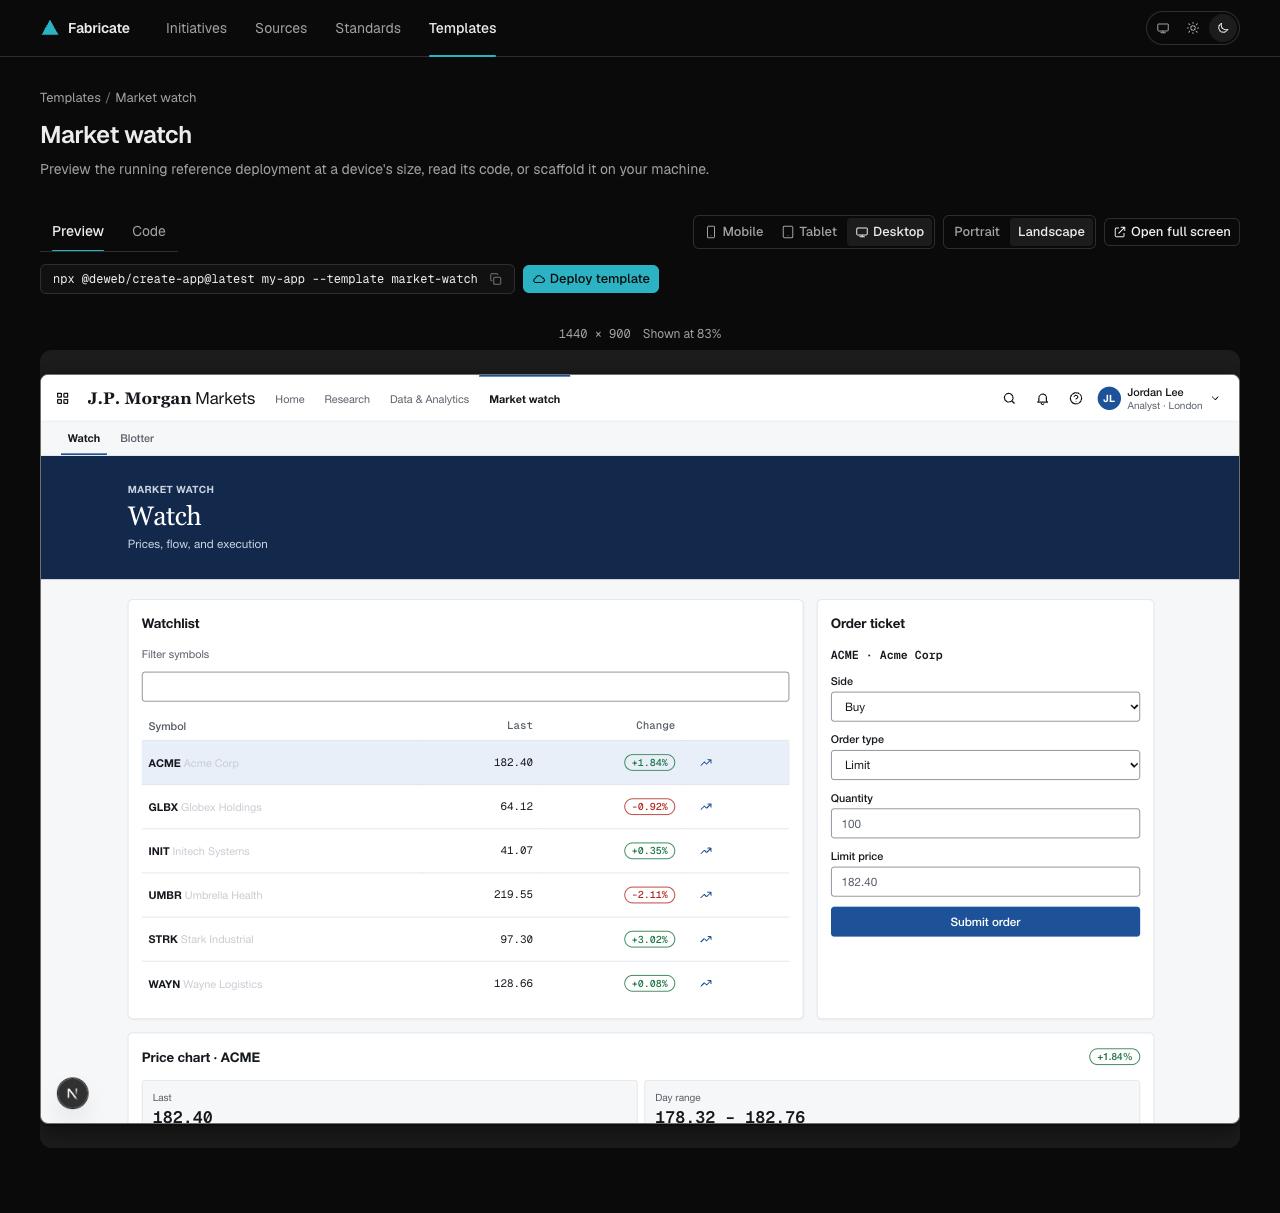 Fabricate Initiatives Sources Standards Templates
Templates / Market watch
Market watch
Preview the running reference deployment at a device's size, read its code, or scaffold it on your machine.
Preview Code Mobile Tablet Desktop Portrait Landscape Open full screen
npx @deweb/create-app@latest my-app --template market-watch Deploy template
1440 × 900 Shown at 83%
J.P. Morgan Markets Home Research Data & Analytics Market watch JL Jordan Lee
Analyst · London
Watch Blotter
MARKET WATCH
Watch
Prices, flow, and execution
Watchlist
Filter symbols
Symbol Last Change
ACME Acme Corp 182.40 +1.84%
GLBX Globex Holdings 64.12 -0.92%
INIT Initech Systems 41.07 +0.35%
UMBR Umbrella Health 219.55 -2.11%
STRK Stark Industrial 97.30 +3.02%
WAYN Wayne Logistics 128.66 +0.08%
Order ticket
ACME · Acme Corp
Side
Buy
Order type
Limit
Quantity
100
Limit price
182.40
Submit order
Price chart · ACME +1.84%
Last
182.40
Day range
178.32 – 182.76
N